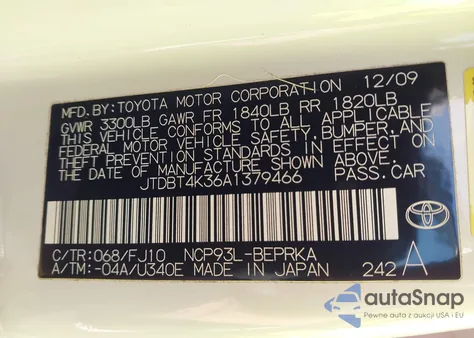 MFD. BY: TOYOTA MOTOR CORPORATION 12/09
GVWR 3300LB GAWR FR 1840LB RR 1820LB
THIS VEHICLE CONFORMS TO ALL APPLICABLE
FEDERAL MOTOR VEHICLE SAFETY, BUMPER, AND
THEFT PREVENTION STANDARDS IN EFFECT ON
THE DATE OF MANUFACTURE SHOWN ABOVE.
JTDBT4K36A1379466 PASS.CAR
TOYOTA
C/TR:068/FJ10 NCP93L-BEPRKA
A/TM:-04A/U340E MADE IN JAPAN 242 A
autoSnap
Pewne auta z aukcji USA i EU